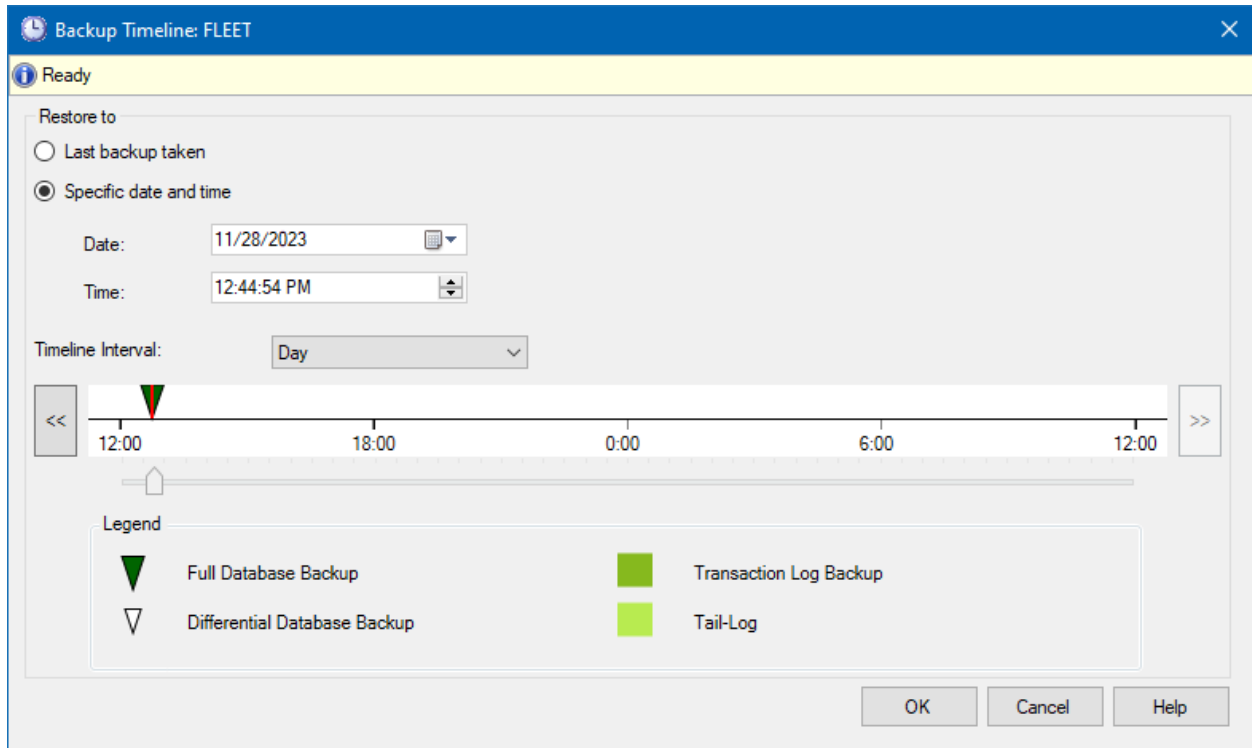 Backup Timeline: FLEET
Ready
Restore to
Last backup taken
Specific date and time
Date: 11/28/2023
Time: 12:44:54 PM
Timeline Interval: Day
<< >>
12:00 18:00 0:00 6:00 12:00
Legend
Full Database Backup Transaction Log Backup
Differential Database Backup Tail-Log
OK Cancel Help